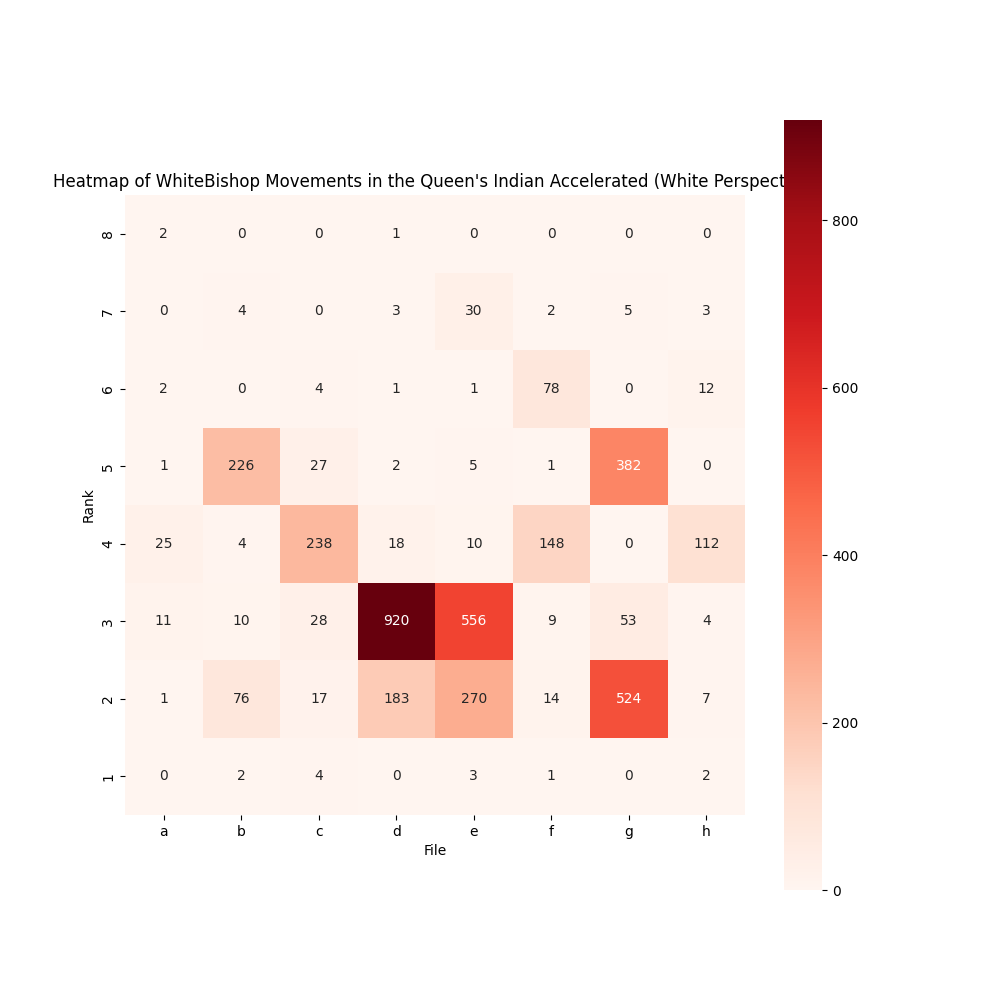 Heatmap of WhiteBishop Movements in the Queen's Indian Accelerated (White Perspect
8 2 0 0 1 0 0 0 0
7 0 4 0 3 30 2 5 3
6 2 0 4 1 1 78 0 12
5 1 226 27 2 5 1 382 0
4 25 4 238 18 10 148 0 112
3 11 10 28 920 556 9 53 4
2 1 76 17 183 270 14 524 7
1 0 2 4 0 3 1 0 2
a b c d e f g h
Rank
File
800
600
400
200
0